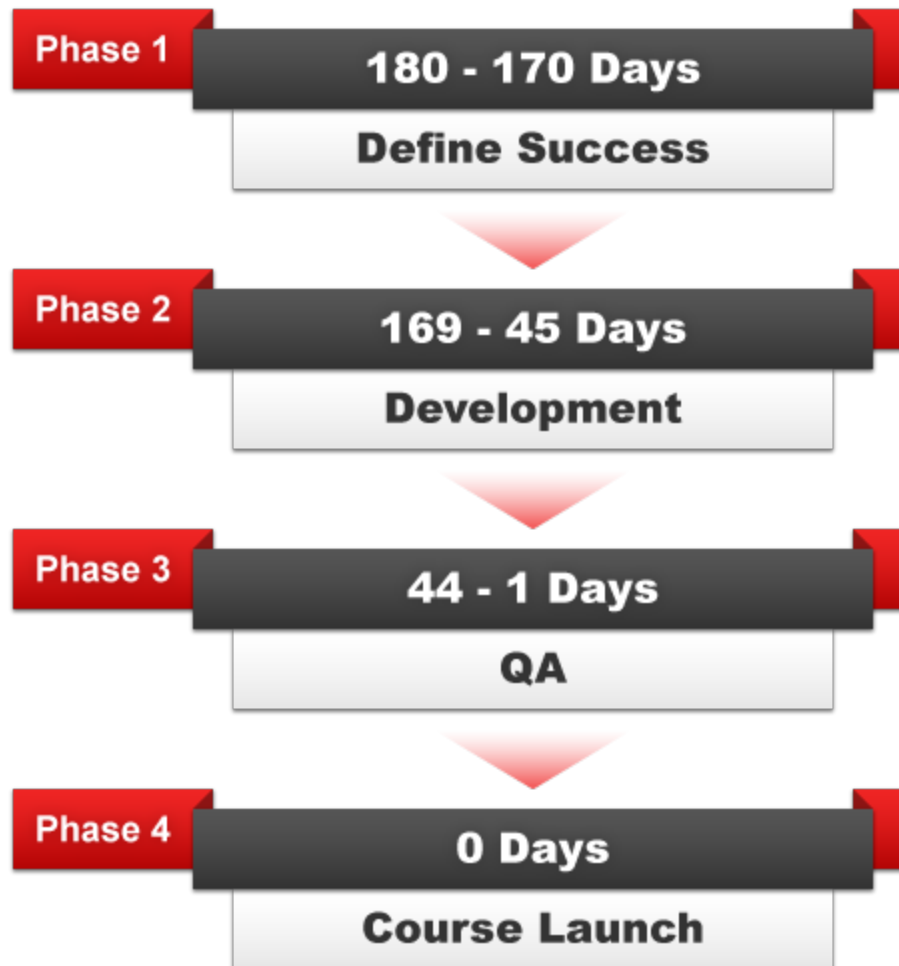 Phase 1
180 - 170 Days
Define Success
Phase 2
169 - 45 Days
Development
Phase 3
44 - 1 Days
QA
Phase 4
0 Days
Course Launch